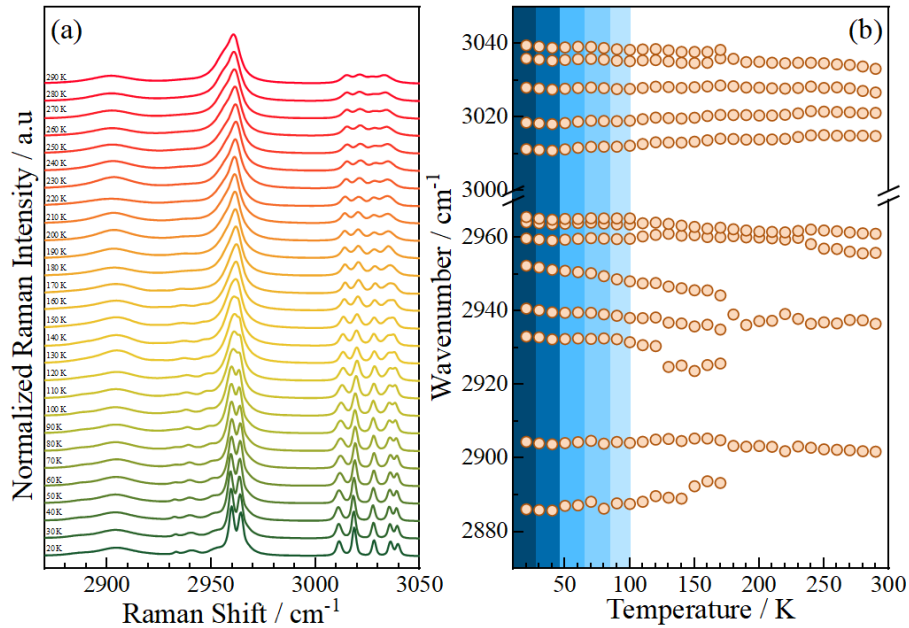 (a)
290 K
280 K
270 K
260 K
250 K
240 K
230 K
220 K
210 K
200 K
190 K
180 K
170 K
160 K
150 K
140 K
130 K
120 K
110 K
100 K
90 K
80 K
70 K
60 K
50 K
40 K
30 K
20 K
Normalized Raman Intensity / a.u
2900 2950 3000 3050
Raman Shift / cm-1
(b)
3040
3020
3000
2960
2940
2920
2900
2880
Wavenumber / cm-1
50 100 150 200 250 300
Temperature / K